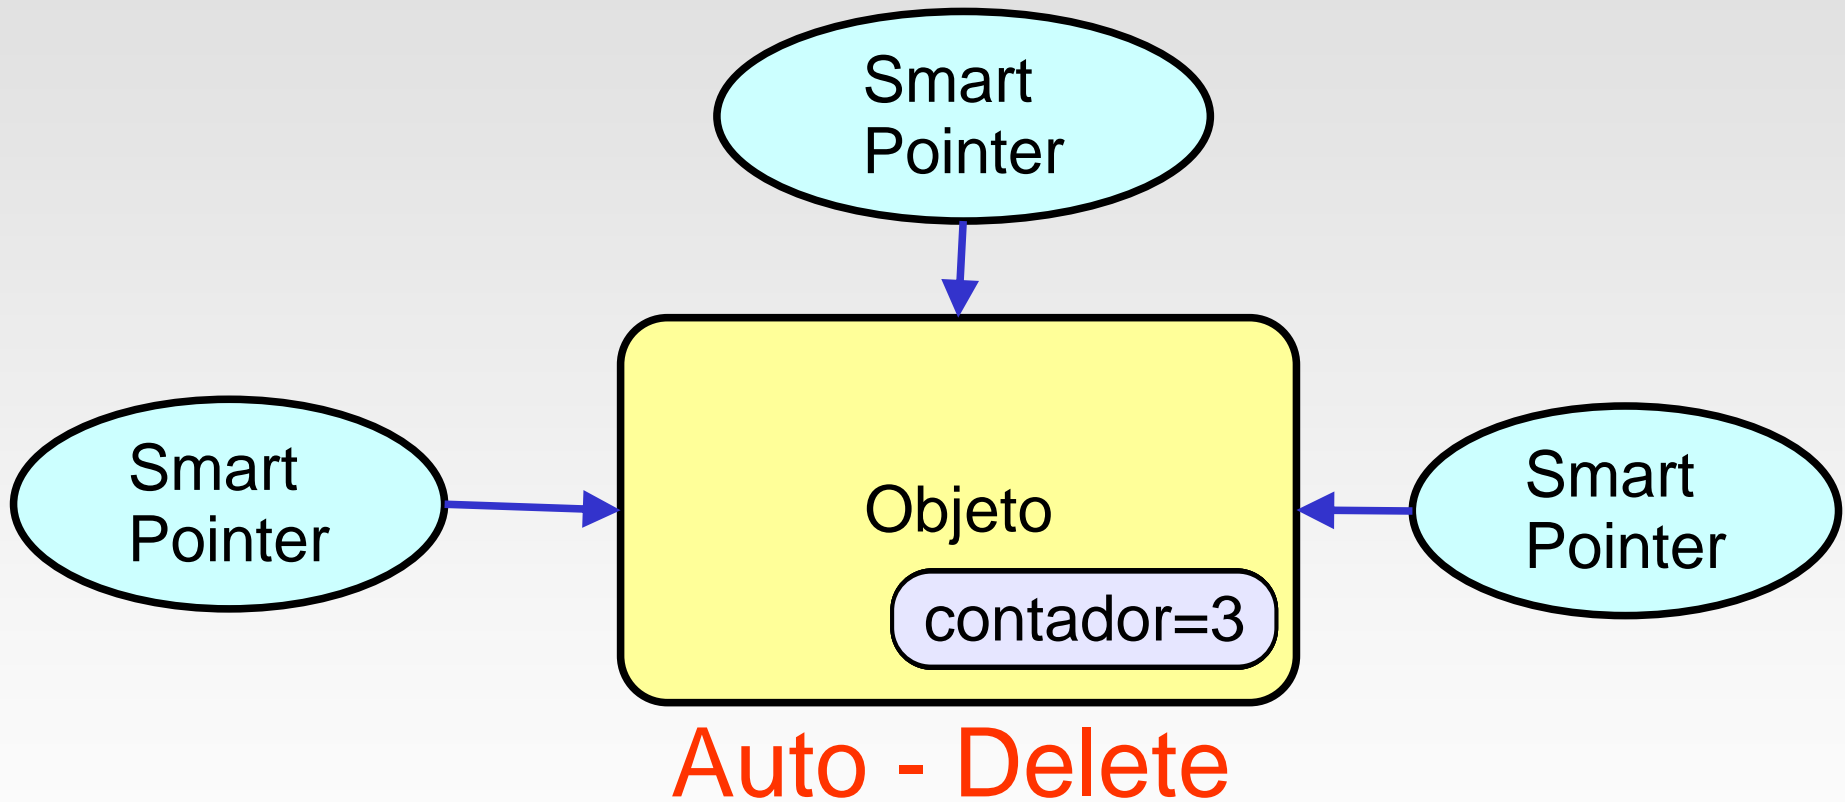 Smart
Pointer
Smart
Pointer
Objeto
contador=3
Smart
Pointer
Auto - Delete